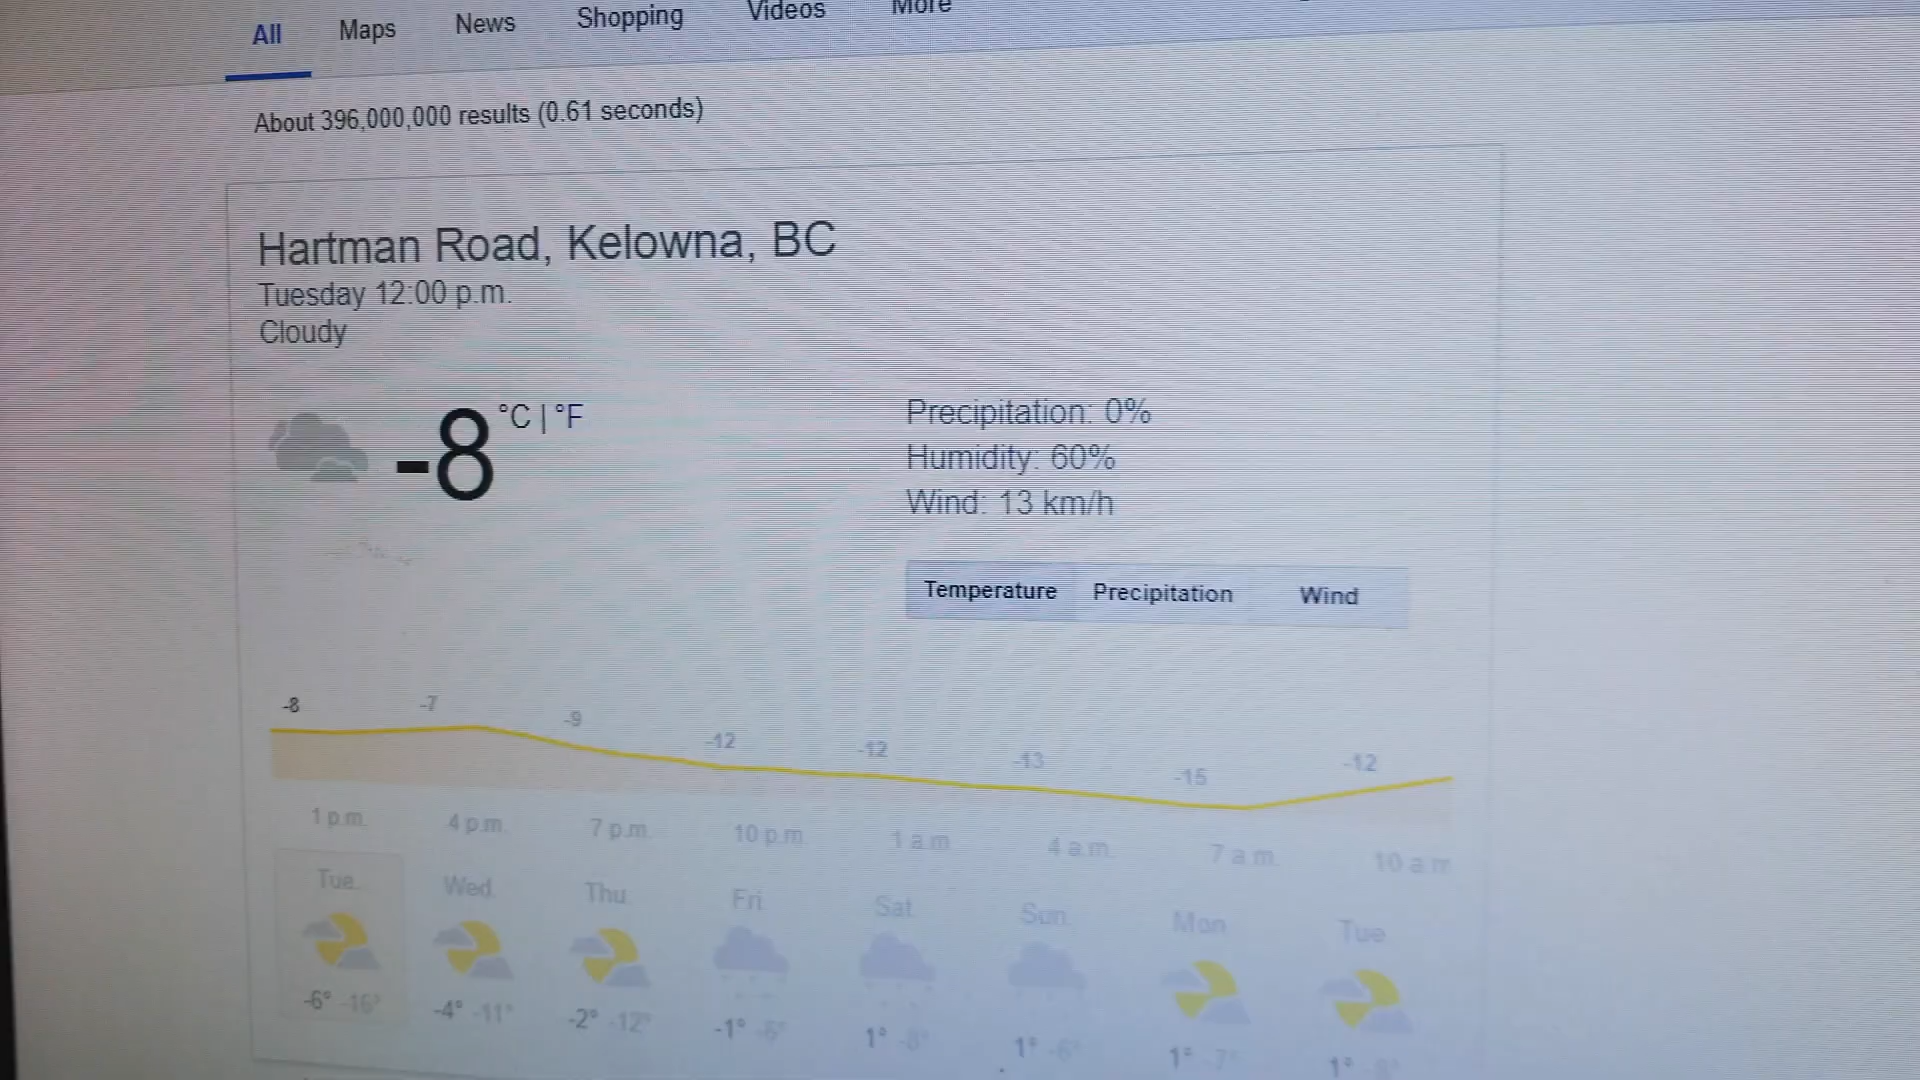 All Maps News Shopping Videos More
About 396,000,000 results (0.61 seconds)
Hartman Road, Kelowna, BC
Tuesday 12:00 p.m.
Cloudy
-8 °C | °F
Precipitation: 0%
Humidity: 60%
Wind: 13 km/h
Temperature Precipitation Wind
-8 -7 -9 -12 -12 -13 -15 -12
1 p.m. 4 p.m. 7 p.m. 10 p.m. 1 a.m. 4 a.m. 7 a.m. 10 a.m.
Tue. Wed. Thu. Fri. Sat. Sun. Mon. Tue.
-6° -16° -4° -11° -2° -12° -1° 1° -8° 1° -6° 1° -7° 1°